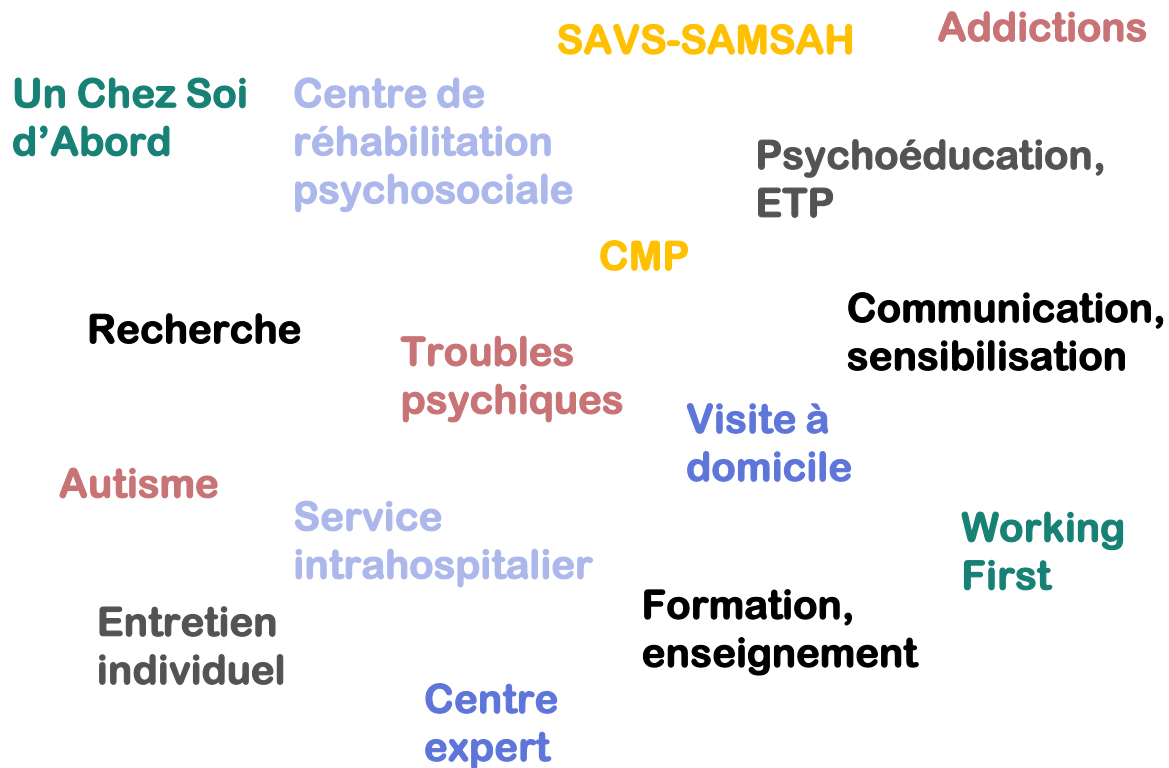 SAVS-SAMSAH
Addictions
Un Chez Soi
d’Abord
Centre de
réhabilitation
psychosociale
Psychoéducation,
ETP
CMP
Recherche
Troubles
psychiques
Communication,
sensibilisation
Visite à
domicile
Autisme
Service
intrahospitalier
Working
First
Entretien
individuel
Formation,
enseignement
Centre
expert